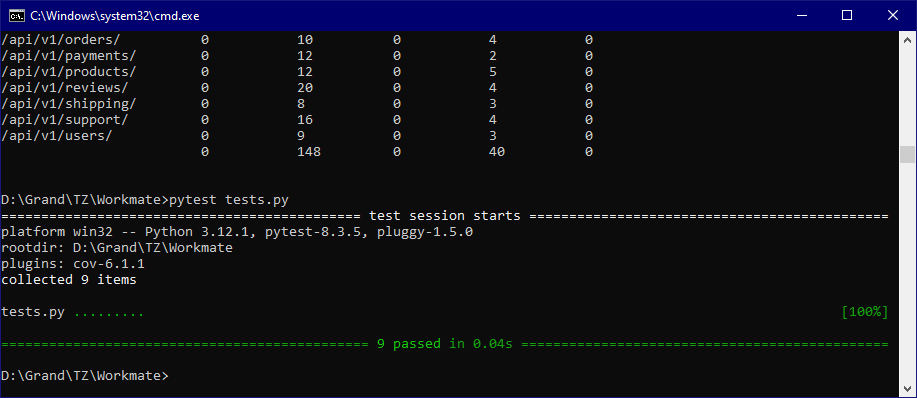 C:\Windows\system32\cmd.exe
/api/v1/orders/ 0 10 0 4 0
/api/v1/payments/ 0 12 0 2 0
/api/v1/products/ 0 12 0 5 0
/api/v1/reviews/ 0 20 0 4 0
/api/v1/shipping/ 0 8 0 3 0
/api/v1/support/ 0 16 0 4 0
/api/v1/users/ 0 9 0 3 0
0 148 0 40 0
D:\Grand\TZ\Workmate>pytest tests.py
============================================= test session starts =============================================
platform win32 -- Python 3.12.1, pytest-8.3.5, pluggy-1.5.0
rootdir: D:\Grand\TZ\Workmate
plugins: cov-6.1.1
collected 9 items
tests.py ......... [100%]
============================================== 9 passed in 0.04s ==============================================
D:\Grand\TZ\Workmate>